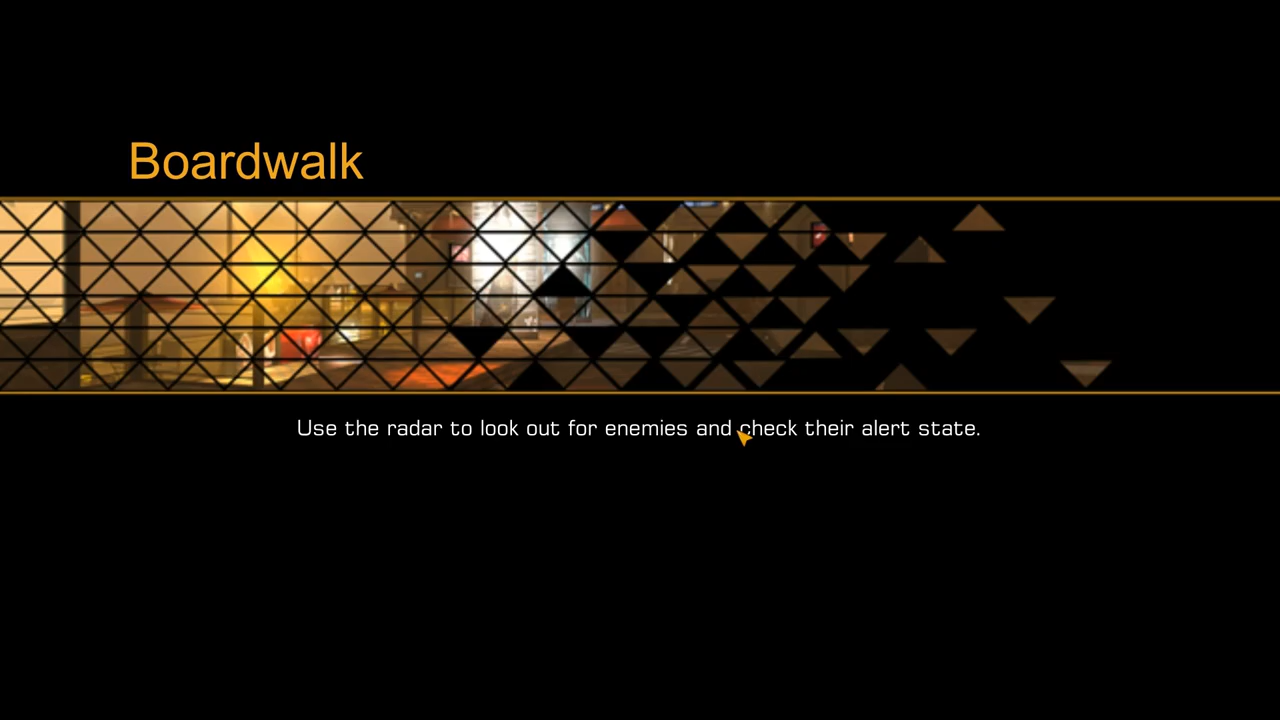 Boardwalk
Use the radar to look out for enemies and check their alert state.